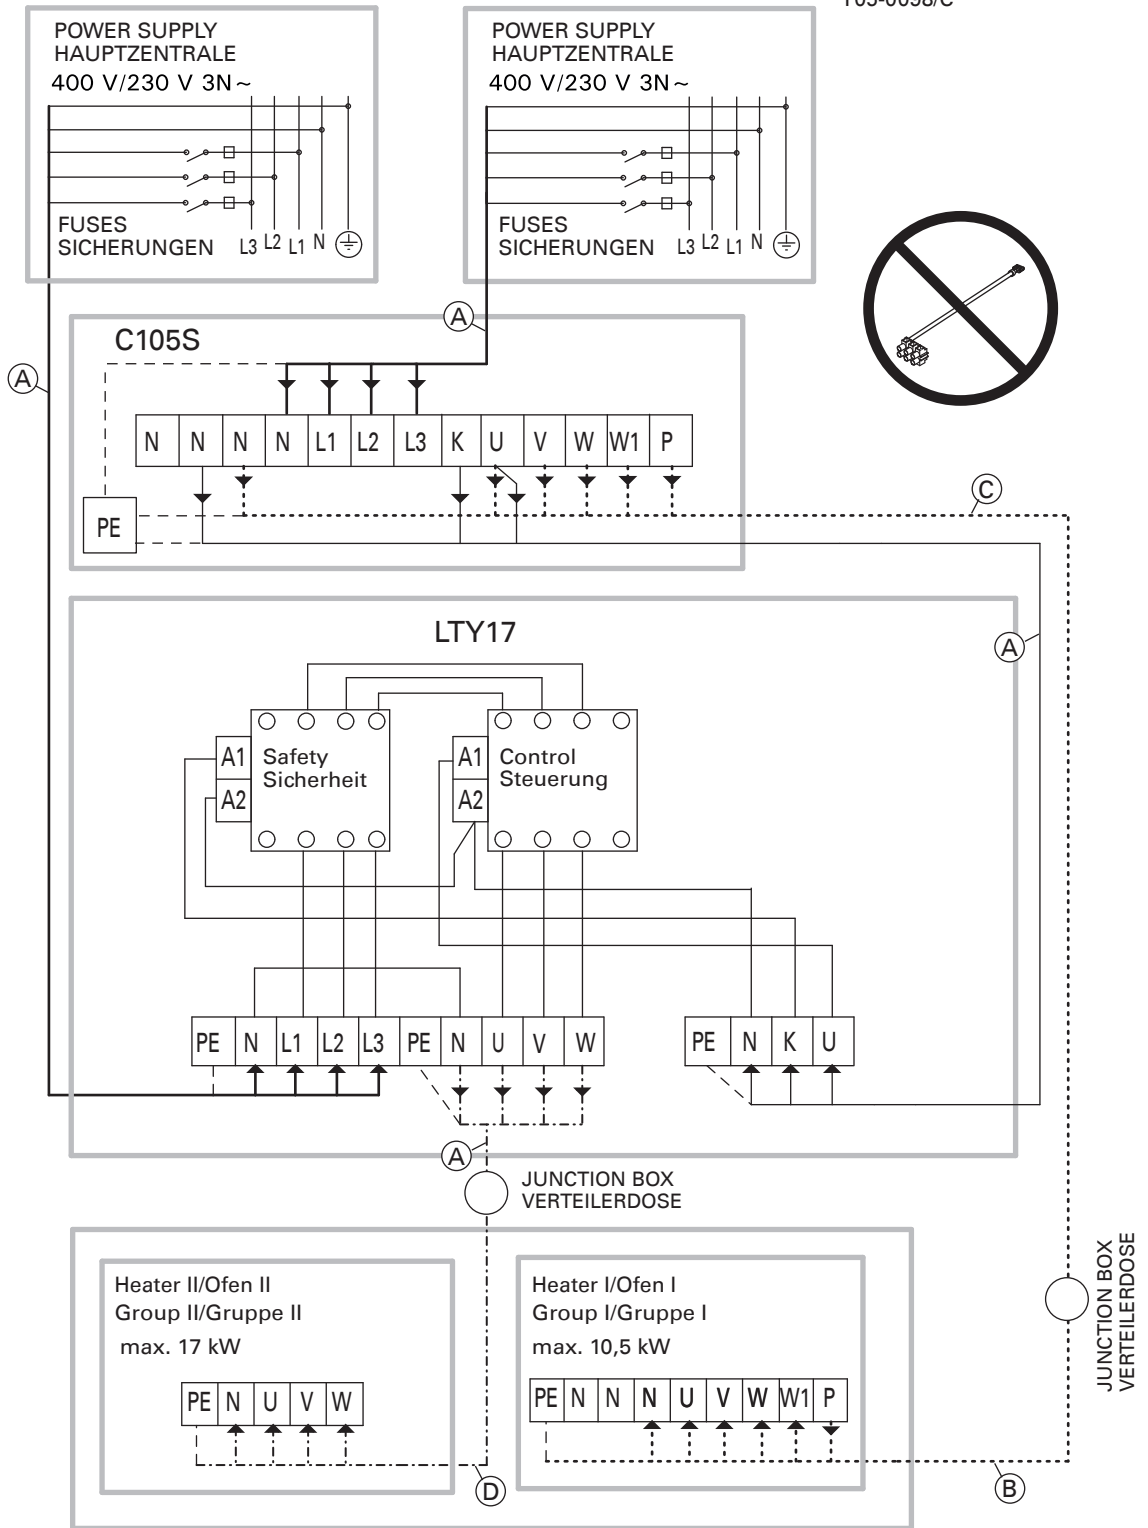 Y05-0098/C
POWER SUPPLY
HAUPTZENTRALE
400 V/230 V 3N~
FUSES
SICHERUNGEN
L3 L2 L1 N
POWER SUPPLY
HAUPTZENTRALE
400 V/230 V 3N~
FUSES
SICHERUNGEN
L3 L2 L1 N
A
A
C105S
N N N N L1 L2 L3 K U V W W1 P
PE
C
LTY17
A
A1
A2
Safety
Sicherheit
A1
A2
Control
Steuerung
PE N L1 L2 L3 PE N U V W
PE N K U
A
JUNCTION BOX
VERTEILERDOSE
JUNCTION BOX
VERTEILERDOSE
Heater II/Ofen II
Group II/Gruppe II
max. 17 kW
PE N U V W
D
Heater I/Ofen I
Group I/Gruppe I
max. 10,5 kW
PE N N N U V W W1 P
B